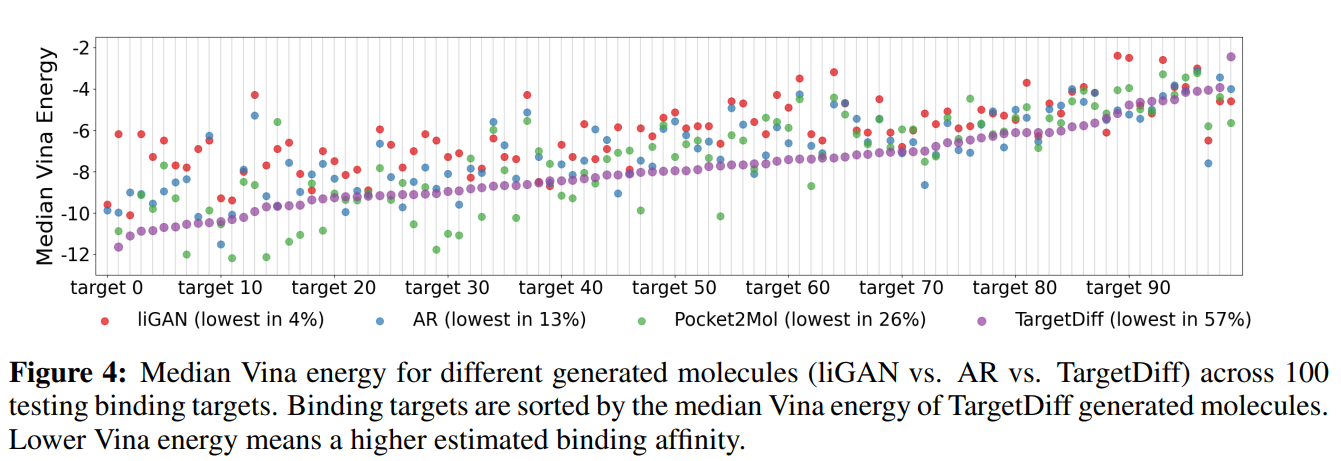 Median Vina Energy
-2
-4
-6
-8
-10
-12
target 0 target 10 target 20 target 30 target 40 target 50 target 60 target 70 target 80 target 90
liGAN (lowest in 4%) AR (lowest in 13%) Pocket2Mol (lowest in 26%) TargetDiff (lowest in 57%)
Figure 4: Median Vina energy for different generated molecules (liGAN vs. AR vs. TargetDiff) across 100
testing binding targets. Binding targets are sorted by the median Vina energy of TargetDiff generated molecules.
Lower Vina energy means a higher estimated binding affinity.